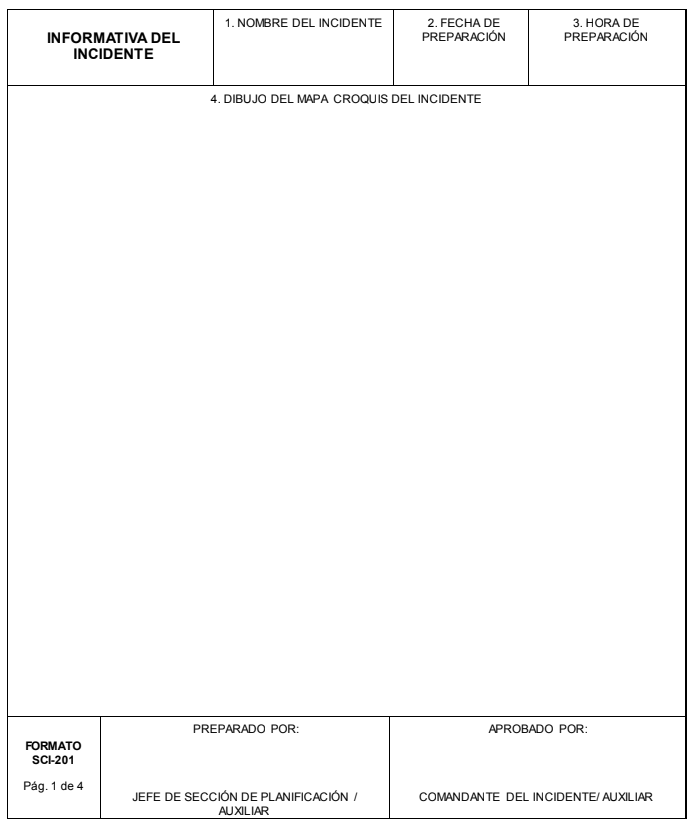 INFORMATIVA DEL
INCIDENTE
1. NOMBRE DEL INCIDENTE
2. FECHA DE
PREPARACIÓN
3. HORA DE
PREPARACIÓN
4. DIBUJO DEL MAPA CROQUIS DEL INCIDENTE
FORMATO
SCI-201
Pág. 1 de 4
PREPARADO POR:
JEFE DE SECCIÓN DE PLANIFICACIÓN /
AUXILIAR
APROBADO POR:
COMANDANTE DEL INCIDENTE/ AUXILIAR